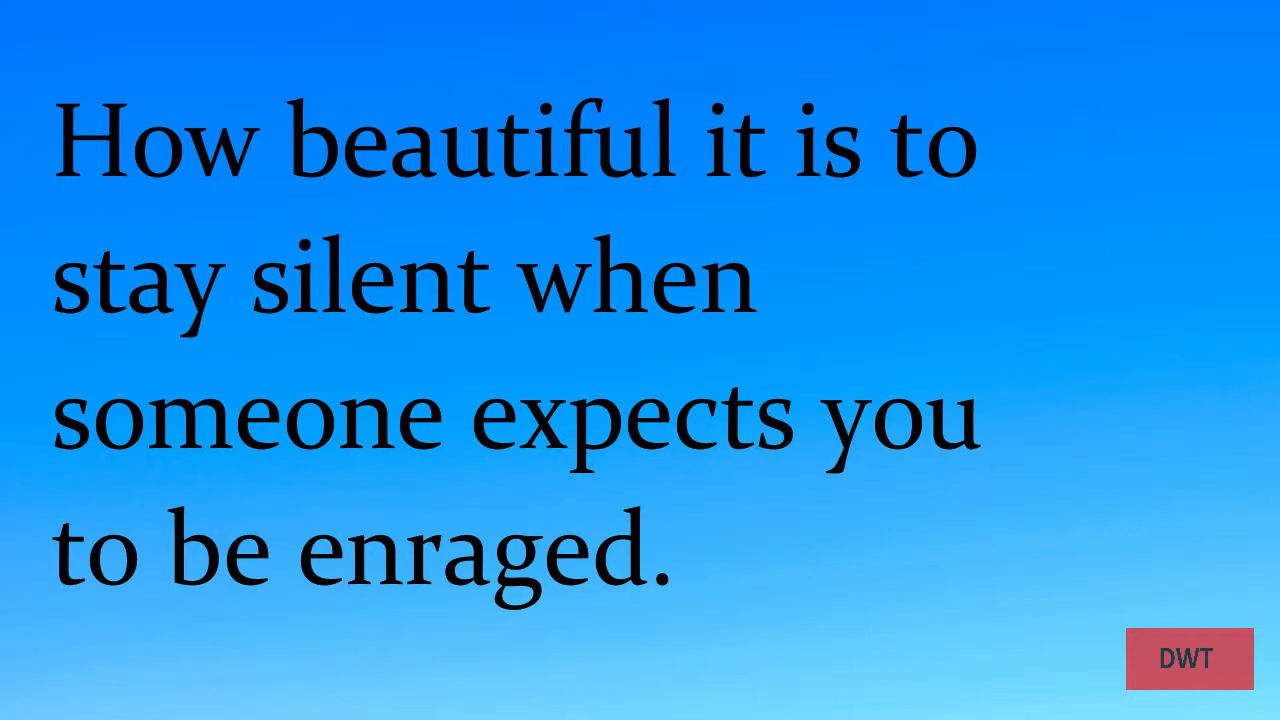 How beautiful it is to
stay silent when
someone expects you
to be enraged.
DWT